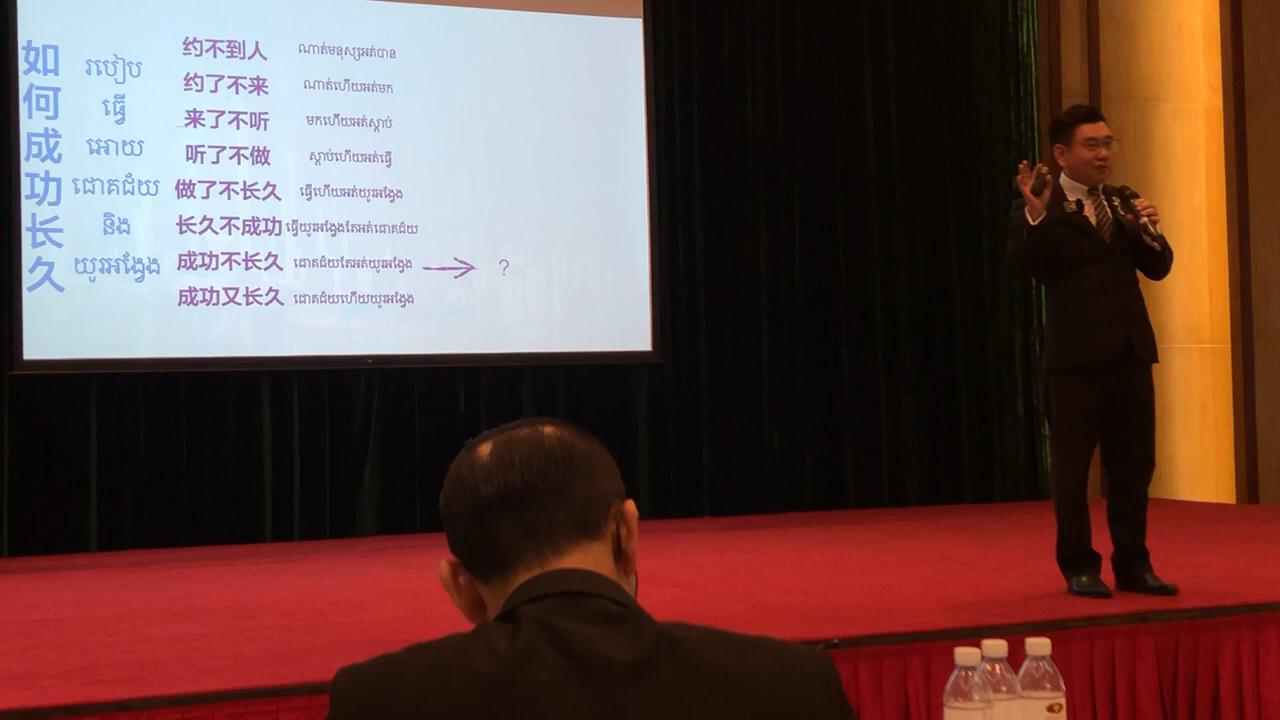 如何成功长久
របៀប
ធ្វើ
អោយ
ជោគជ័យ
និង
យូរអង្វែង
约不到人 ណាត់មនុស្សអត់បាន
约了不来 ណាត់ហើយអត់មក
来了不听 មកហើយអត់ស្តាប់
听了不做 ស្តាប់ហើយអត់ធ្វើ
做了不长久 ធ្វើហើយអត់យូរអង្វែង
长久不成功 ធ្វើយូរអង្វែងតែអត់ជោគជ័យ
成功不长久 ជោគជ័យតែអត់យូរអង្វែង → ?
成功又长久 ជោគជ័យហើយយូរអង្វែង